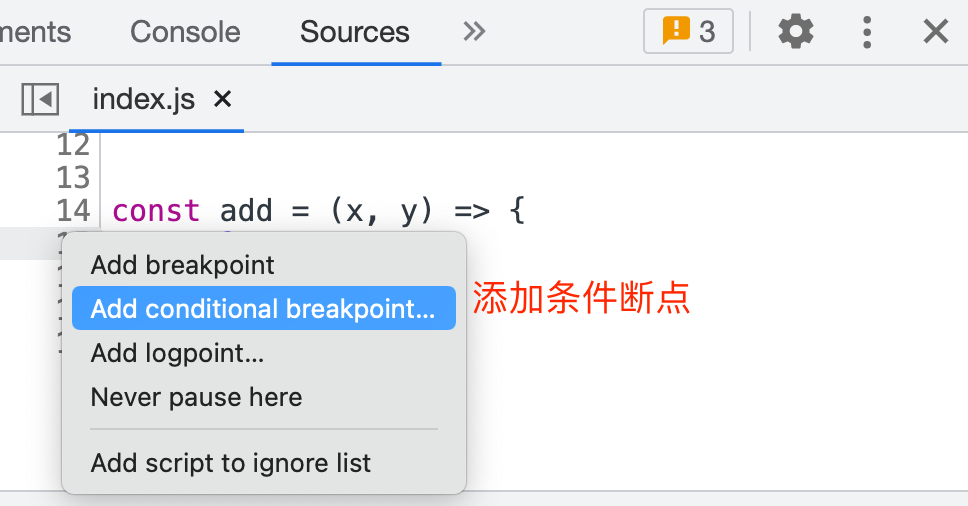 Console Sources 3
index.js
12
13
14 const add = (x, y) => {
Add breakpoint
Add conditional breakpoint... 添加条件断点
Add logpoint...
Never pause here
Add script to ignore list